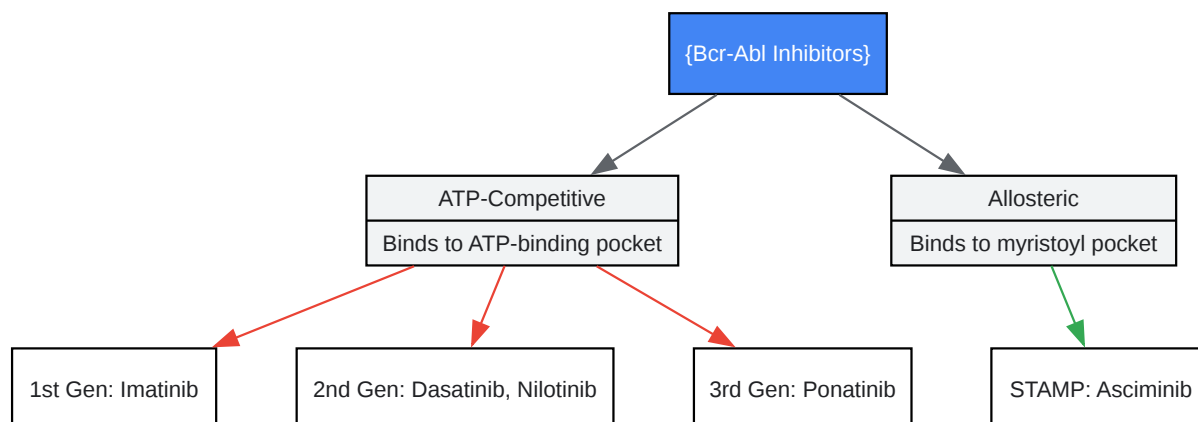 {Bcr-Abl Inhibitors}
ATP-Competitive
Binds to ATP-binding pocket
Allosteric
Binds to myristoyl pocket
1st Gen: Imatinib
2nd Gen: Dasatinib, Nilotinib
3rd Gen: Ponatinib
STAMP: Asciminib